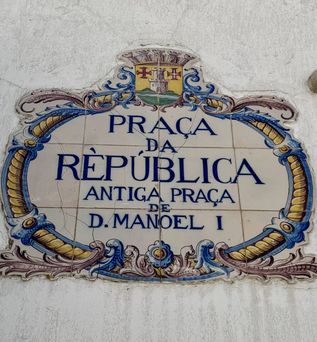 PRAÇA
DA
RÈPÚBLICA
ANTIGA PRAÇA
DE
D. MANOEL I